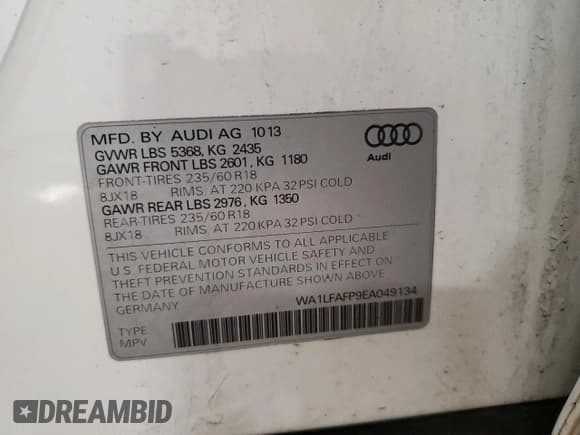 MFD. BY AUDI AG 10 13
GVWR LBS 5368, KG 2435
GAWR FRONT LBS 2601, KG 1180
FRONT-TIRES 235/60 R18
8JX18 RIMS, AT 220 KPA 32 PSI COLD
GAWR REAR LBS 2976, KG 1350
REAR-TIRES 235/60 R18
8JX18 RIMS, AT 220 KPA 32 PSI COLD
THIS VEHICLE CONFORMS TO ALL APPLICABLE
U.S. FEDERAL MOTOR VEHICLE SAFETY AND
THEFT PREVENTION STANDARDS IN EFFECT ON
THE DATE OF MANUFACTURE SHOWN ABOVE
GERMANY
WA1LFAFP9EA049134
TYPE
MPV
Audi
DREAMBID